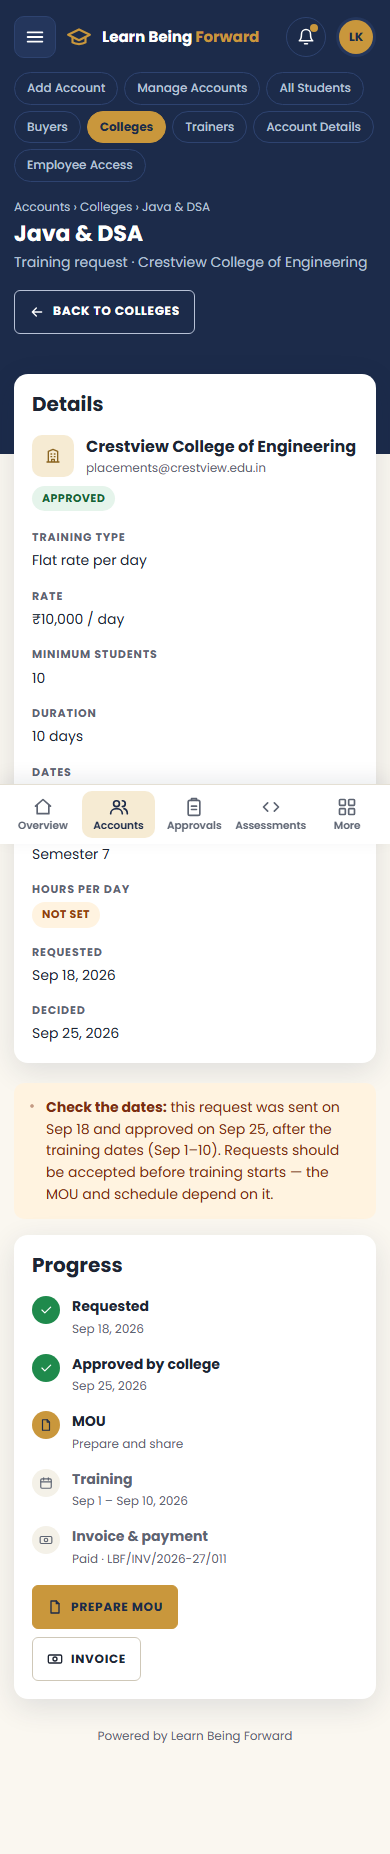 Learn Being Forward
LK
Add Account
Manage Accounts
All Students
Buyers
Colleges
Trainers
Account Details
Employee Access
Accounts › Colleges › Java & DSA
Java & DSA
Training request · Crestview College of Engineering
← BACK TO COLLEGES
Details
Crestview College of Engineering
placements@crestview.edu.in
APPROVED
TRAINING TYPE
Flat rate per day
RATE
₹10,000 / day
MINIMUM STUDENTS
10
DURATION
10 days
DATES
Overview
Accounts
Approvals
Assessments
More
Semester 7
HOURS PER DAY
NOT SET
REQUESTED
Sep 18, 2026
DECIDED
Sep 25, 2026
• Check the dates: this request was sent on
Sep 18 and approved on Sep 25, after the
training dates (Sep 1–10). Requests should
be accepted before training starts — the
MOU and schedule depend on it.
Progress
Requested
Sep 18, 2026
Approved by college
Sep 25, 2026
MOU
Prepare and share
Training
Sep 1 – Sep 10, 2026
Invoice & payment
Paid · LBF/INV/2026-27/011
PREPARE MOU
INVOICE
Powered by Learn Being Forward